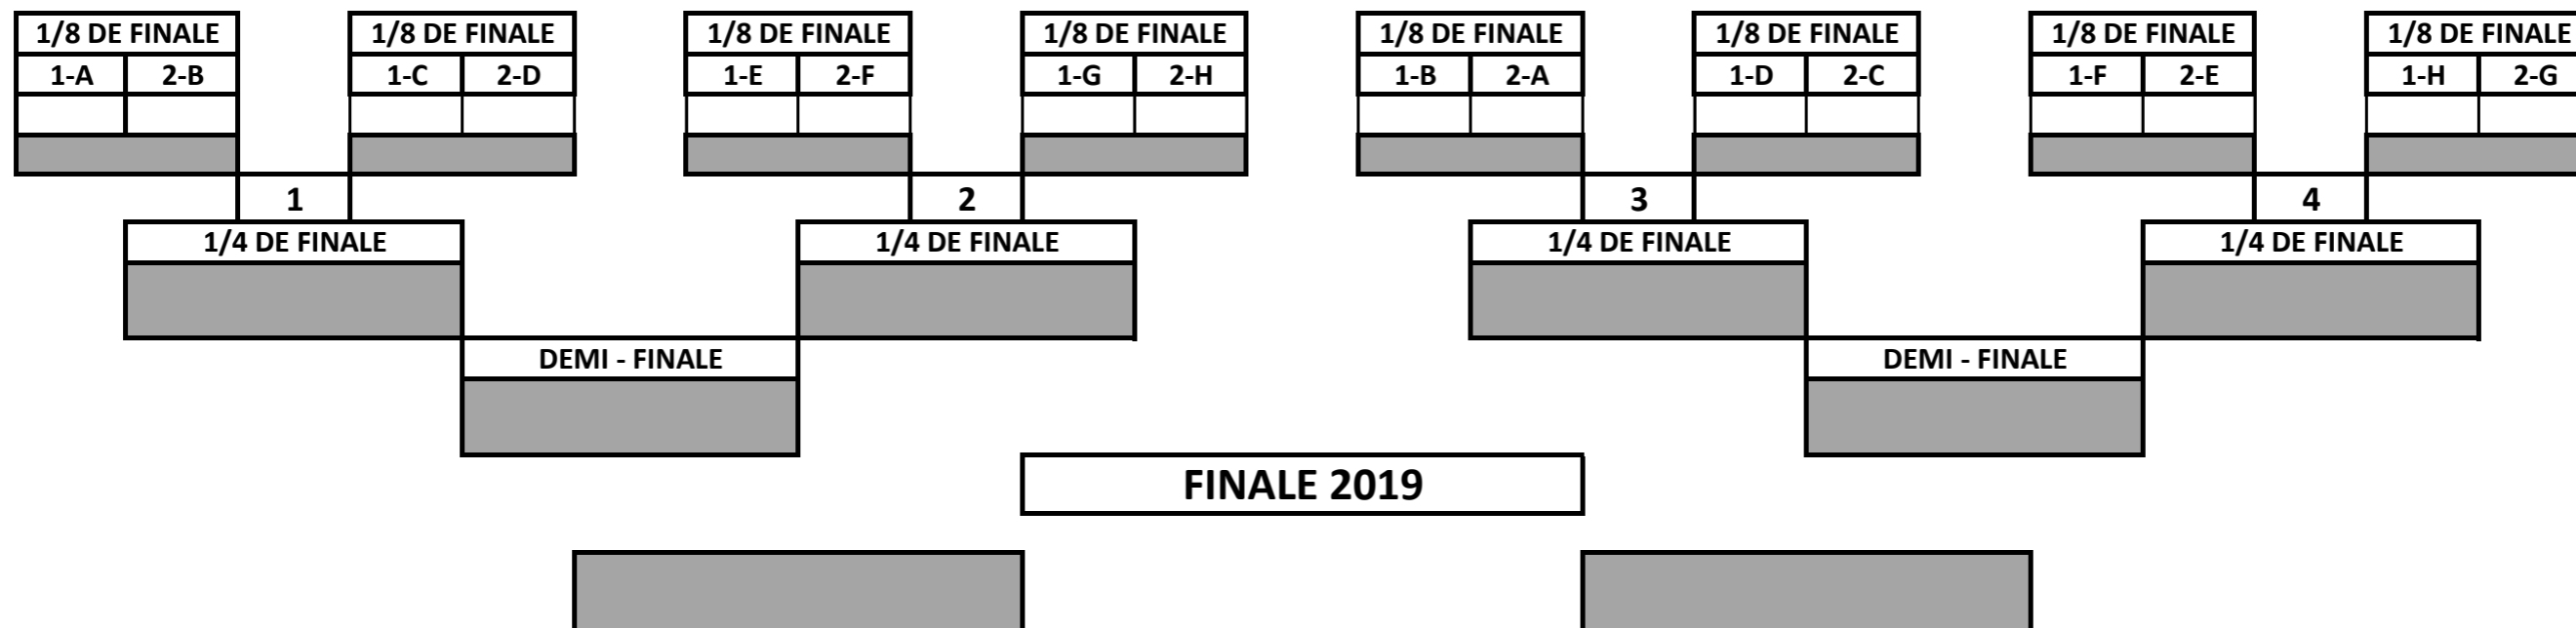 1/8 DE FINALE 1/8 DE FINALE 1/8 DE FINALE 1/8 DE FINALE 1/8 DE FINALE 1/8 DE FINALE 1/8 DE FINALE 1/8 DE FINALE
1-A 2-B 1-C 2-D 1-E 2-F 1-G 2-H 1-B 2-A 1-D 2-C 1-F 2-E 1-H 2-G
1 2 3 4
1/4 DE FINALE 1/4 DE FINALE 1/4 DE FINALE 1/4 DE FINALE
DEMI - FINALE DEMI - FINALE
FINALE 2019